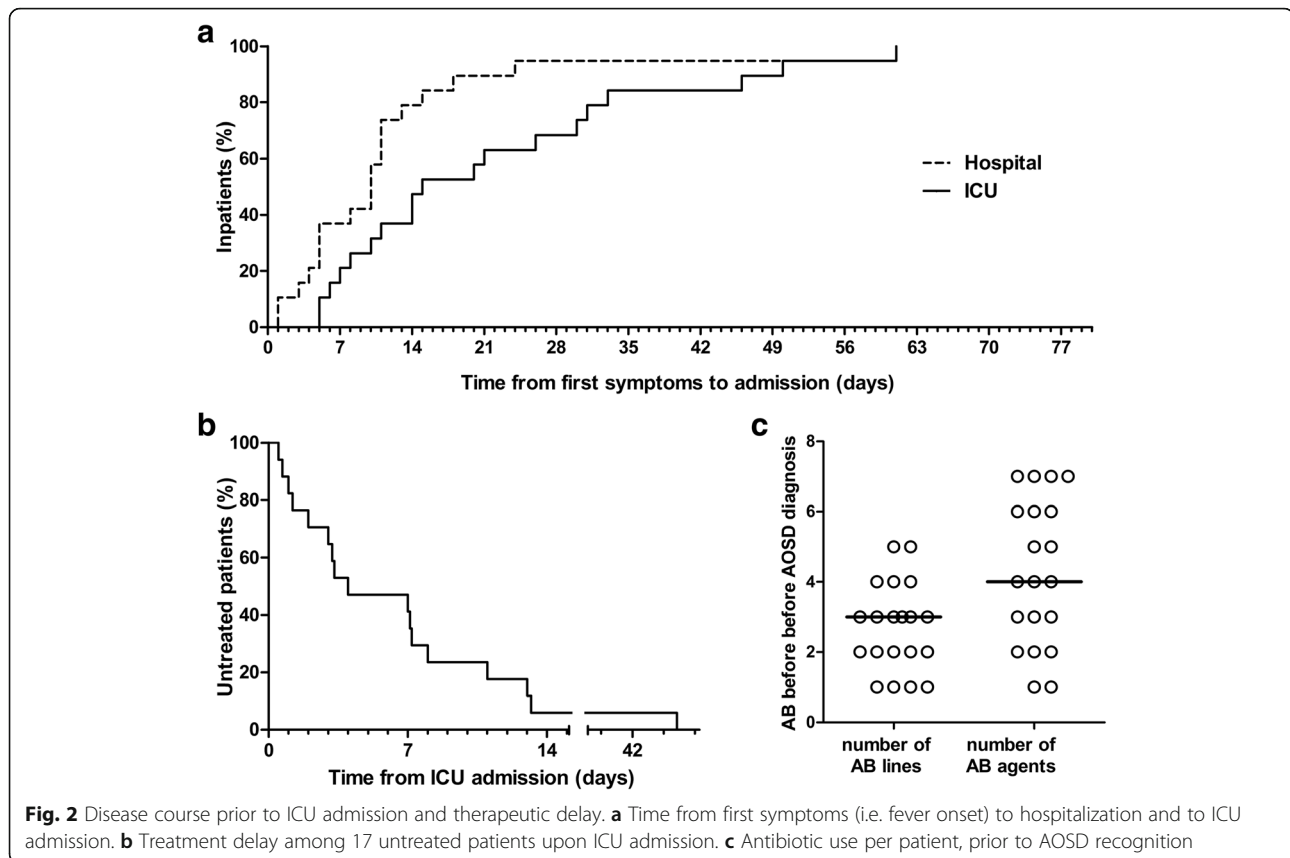 a
100
80
60
40
20
0
Inpatients (%)
Hospital
ICU
0 7 14 21 28 35 42 49 56 63 70 77
Time from first symptoms to admission (days)
b
100
80
60
40
20
0
Untreated patients (%)
0 7 14 42
Time from ICU admission (days)
c
8
6
4
2
0
AB before before AOSD diagnosis
number of
AB lines
number of
AB agents
Fig. 2 Disease course prior to ICU admission and therapeutic delay. a Time from first symptoms (i.e. fever onset) to hospitalization and to ICU
admission. b Treatment delay among 17 untreated patients upon ICU admission. c Antibiotic use per patient, prior to AOSD recognition